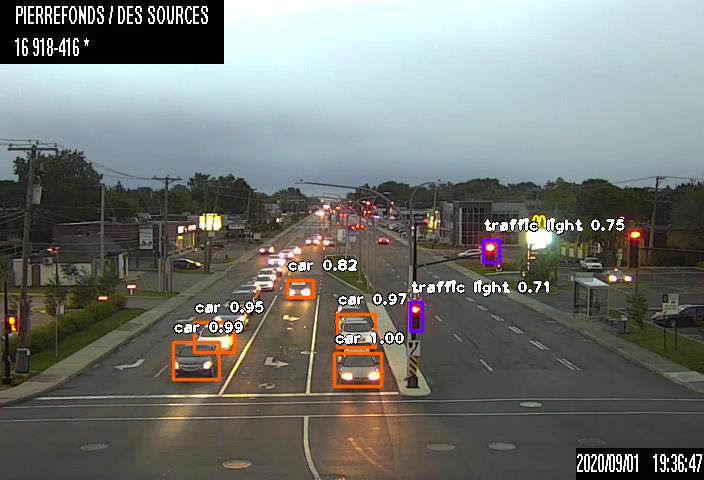 PIERREFONDS / DES SOURCES
16 918-416 *
traffic light 0.75
car 0.82
traffic light 0.71
car 0.97
car 0.95
car 0.99
car 1.00
2020/09/01 19:36:47